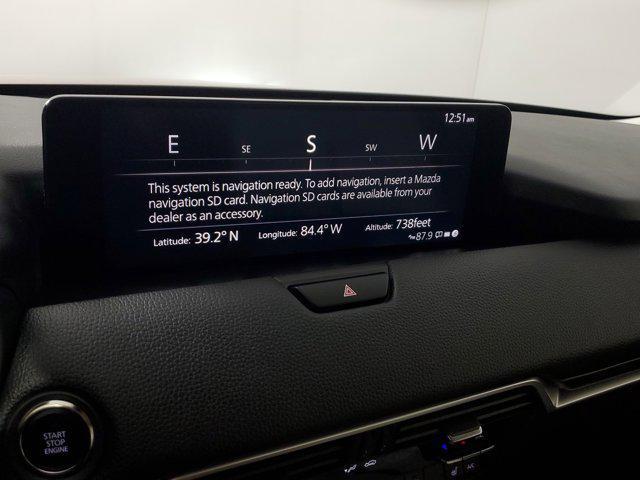 12:51am
E SE S SW W
This system is navigation ready. To add navigation, insert a Mazda
navigation SD card. Navigation SD cards are available from your
dealer as an accessory.
Latitude: 39.2° N Longitude: 84.4° W Altitude: 738feet
87.9
START
STOP
ENGINE